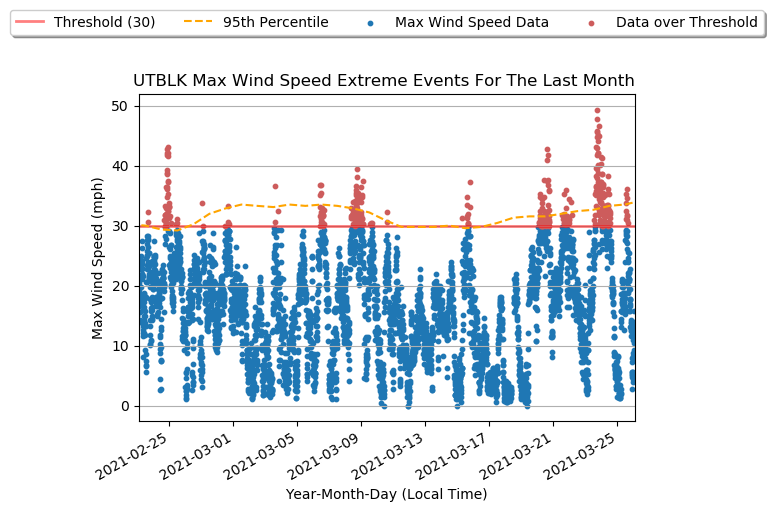 Threshold (30) 95th Percentile Max Wind Speed Data Data over Threshold
UTBLK Max Wind Speed Extreme Events For The Last Month
50
40
30
20
10
0
Max Wind Speed (mph)
2021-02-25 2021-03-01 2021-03-05 2021-03-09 2021-03-13 2021-03-17 2021-03-21 2021-03-25
Year-Month-Day (Local Time)